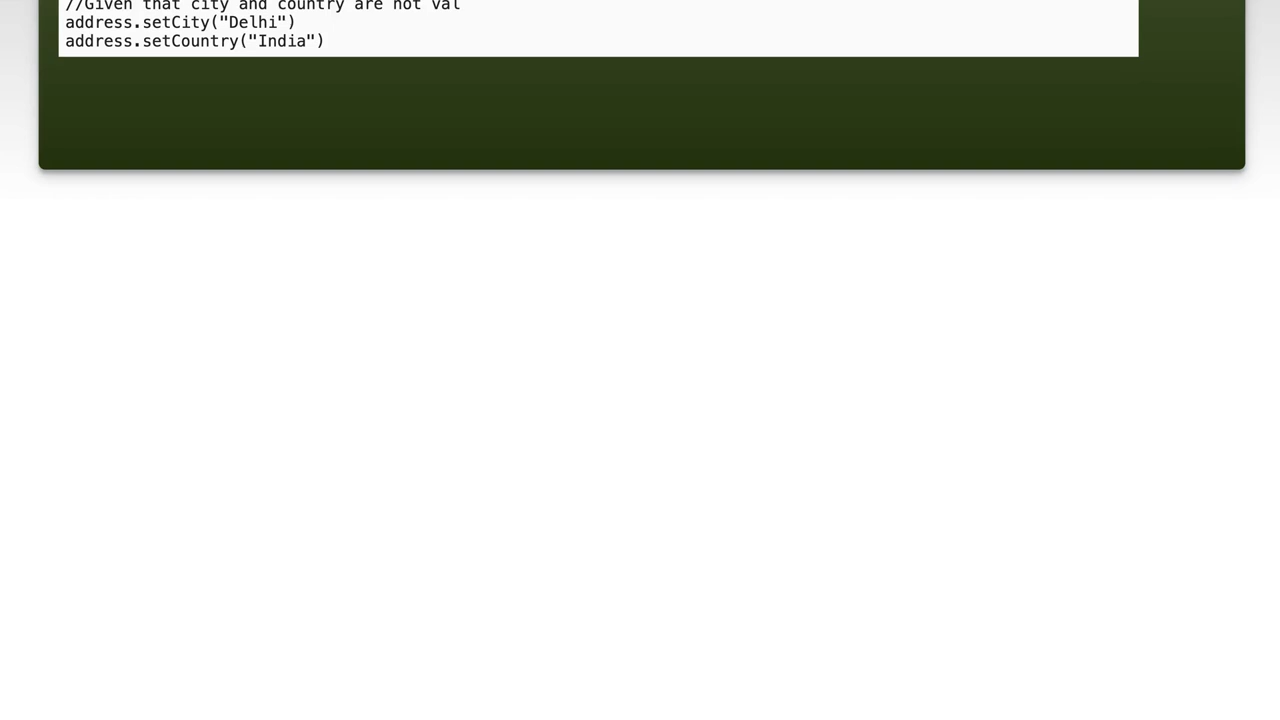 //Given that city and country are not val
address.setCity("Delhi")
address.setCountry("India")